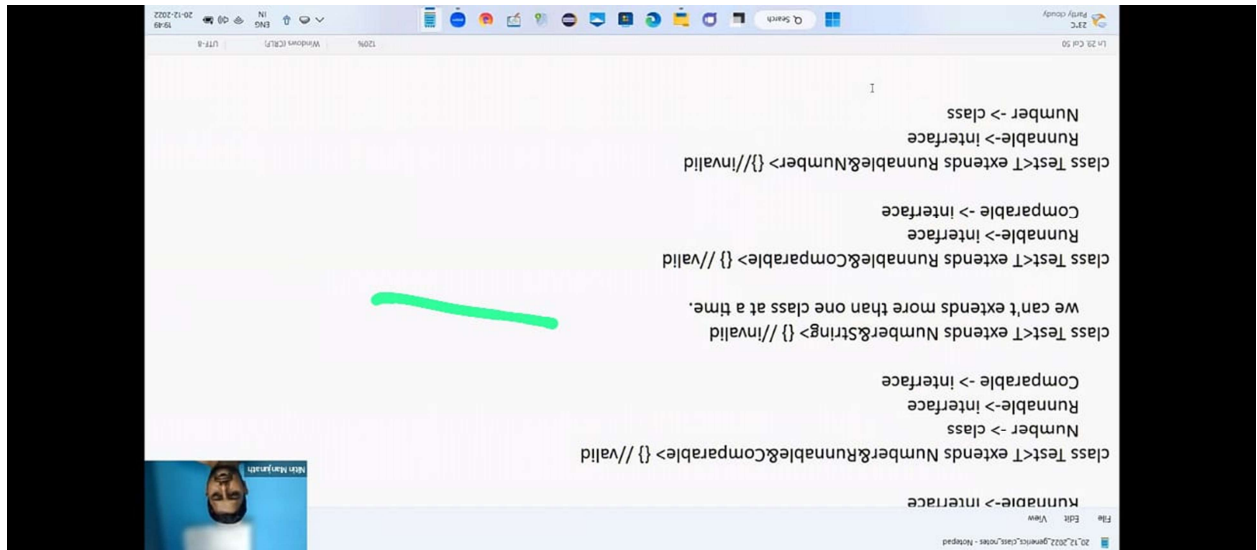 20_12_2022_generics_class_notes - Notepad
File Edit View
Runnable-> interface
class Test<T extends Number&Runnable&Comparable> {} //valid
Number -> class
Runnable-> interface
Comparable -> interface
class Test<T extends Number&String> {} //invalid
we can't extends more than one class at a time.
class Test<T extends Runnable&Comparable> {} //valid
Runnable-> interface
Comparable -> interface
class Test<T extends Runnable&Number> {}//invalid
Runnable-> interface
Number -> class
Nitin Manjunath
Ln 29, Col 50
120%
Windows (CRLF)
UTF-8
23°C
Partly cloudy
Search
ENG
IN
19:49
20-12-2022